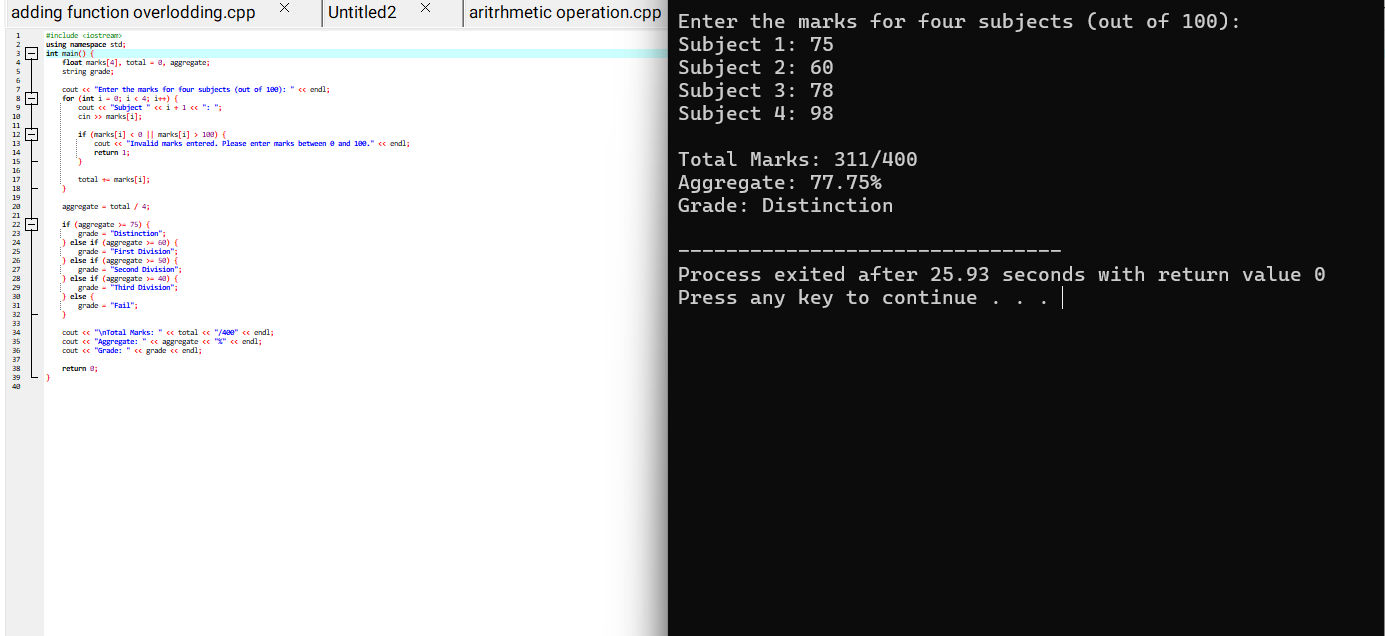 adding function overlodding.cpp
Untitled2
aritrhmetic operation.cpp
1 #include <iostream>
2 using namespace std;
3 int main() {
4 float marks[4], total = 0, aggregate;
5 string grade;
6
7 cout << "Enter the marks for four subjects (out of 100): " << endl;
8 for (int i = 0; i < 4; i++) {
9 cout << "Subject " << i + 1 << ": ";
10 cin >> marks[i];
11
12 if (marks[i] < 0 || marks[i] > 100) {
13 cout << "Invalid marks entered. Please enter marks between 0 and 100." << endl;
14 return 1;
15 }
16
17 total += marks[i];
18 }
19
20 aggregate = total / 4;
21
22 if (aggregate >= 75) {
23 grade = "Distinction";
24 } else if (aggregate >= 60) {
25 grade = "First Division";
26 } else if (aggregate >= 50) {
27 grade = "Second Division";
28 } else if (aggregate >= 40) {
29 grade = "Third Division";
30 } else {
31 grade = "Fail";
32 }
33
34 cout << "\nTotal Marks: " << total << "/400" << endl;
35 cout << "Aggregate: " << aggregate << "%" << endl;
36 cout << "Grade: " << grade << endl;
37
38 return 0;
39 }
40
Enter the marks for four subjects (out of 100):
Subject 1: 75
Subject 2: 60
Subject 3: 78
Subject 4: 98
Total Marks: 311/400
Aggregate: 77.75%
Grade: Distinction
--------------------------------
Process exited after 25.93 seconds with return value 0
Press any key to continue . . .